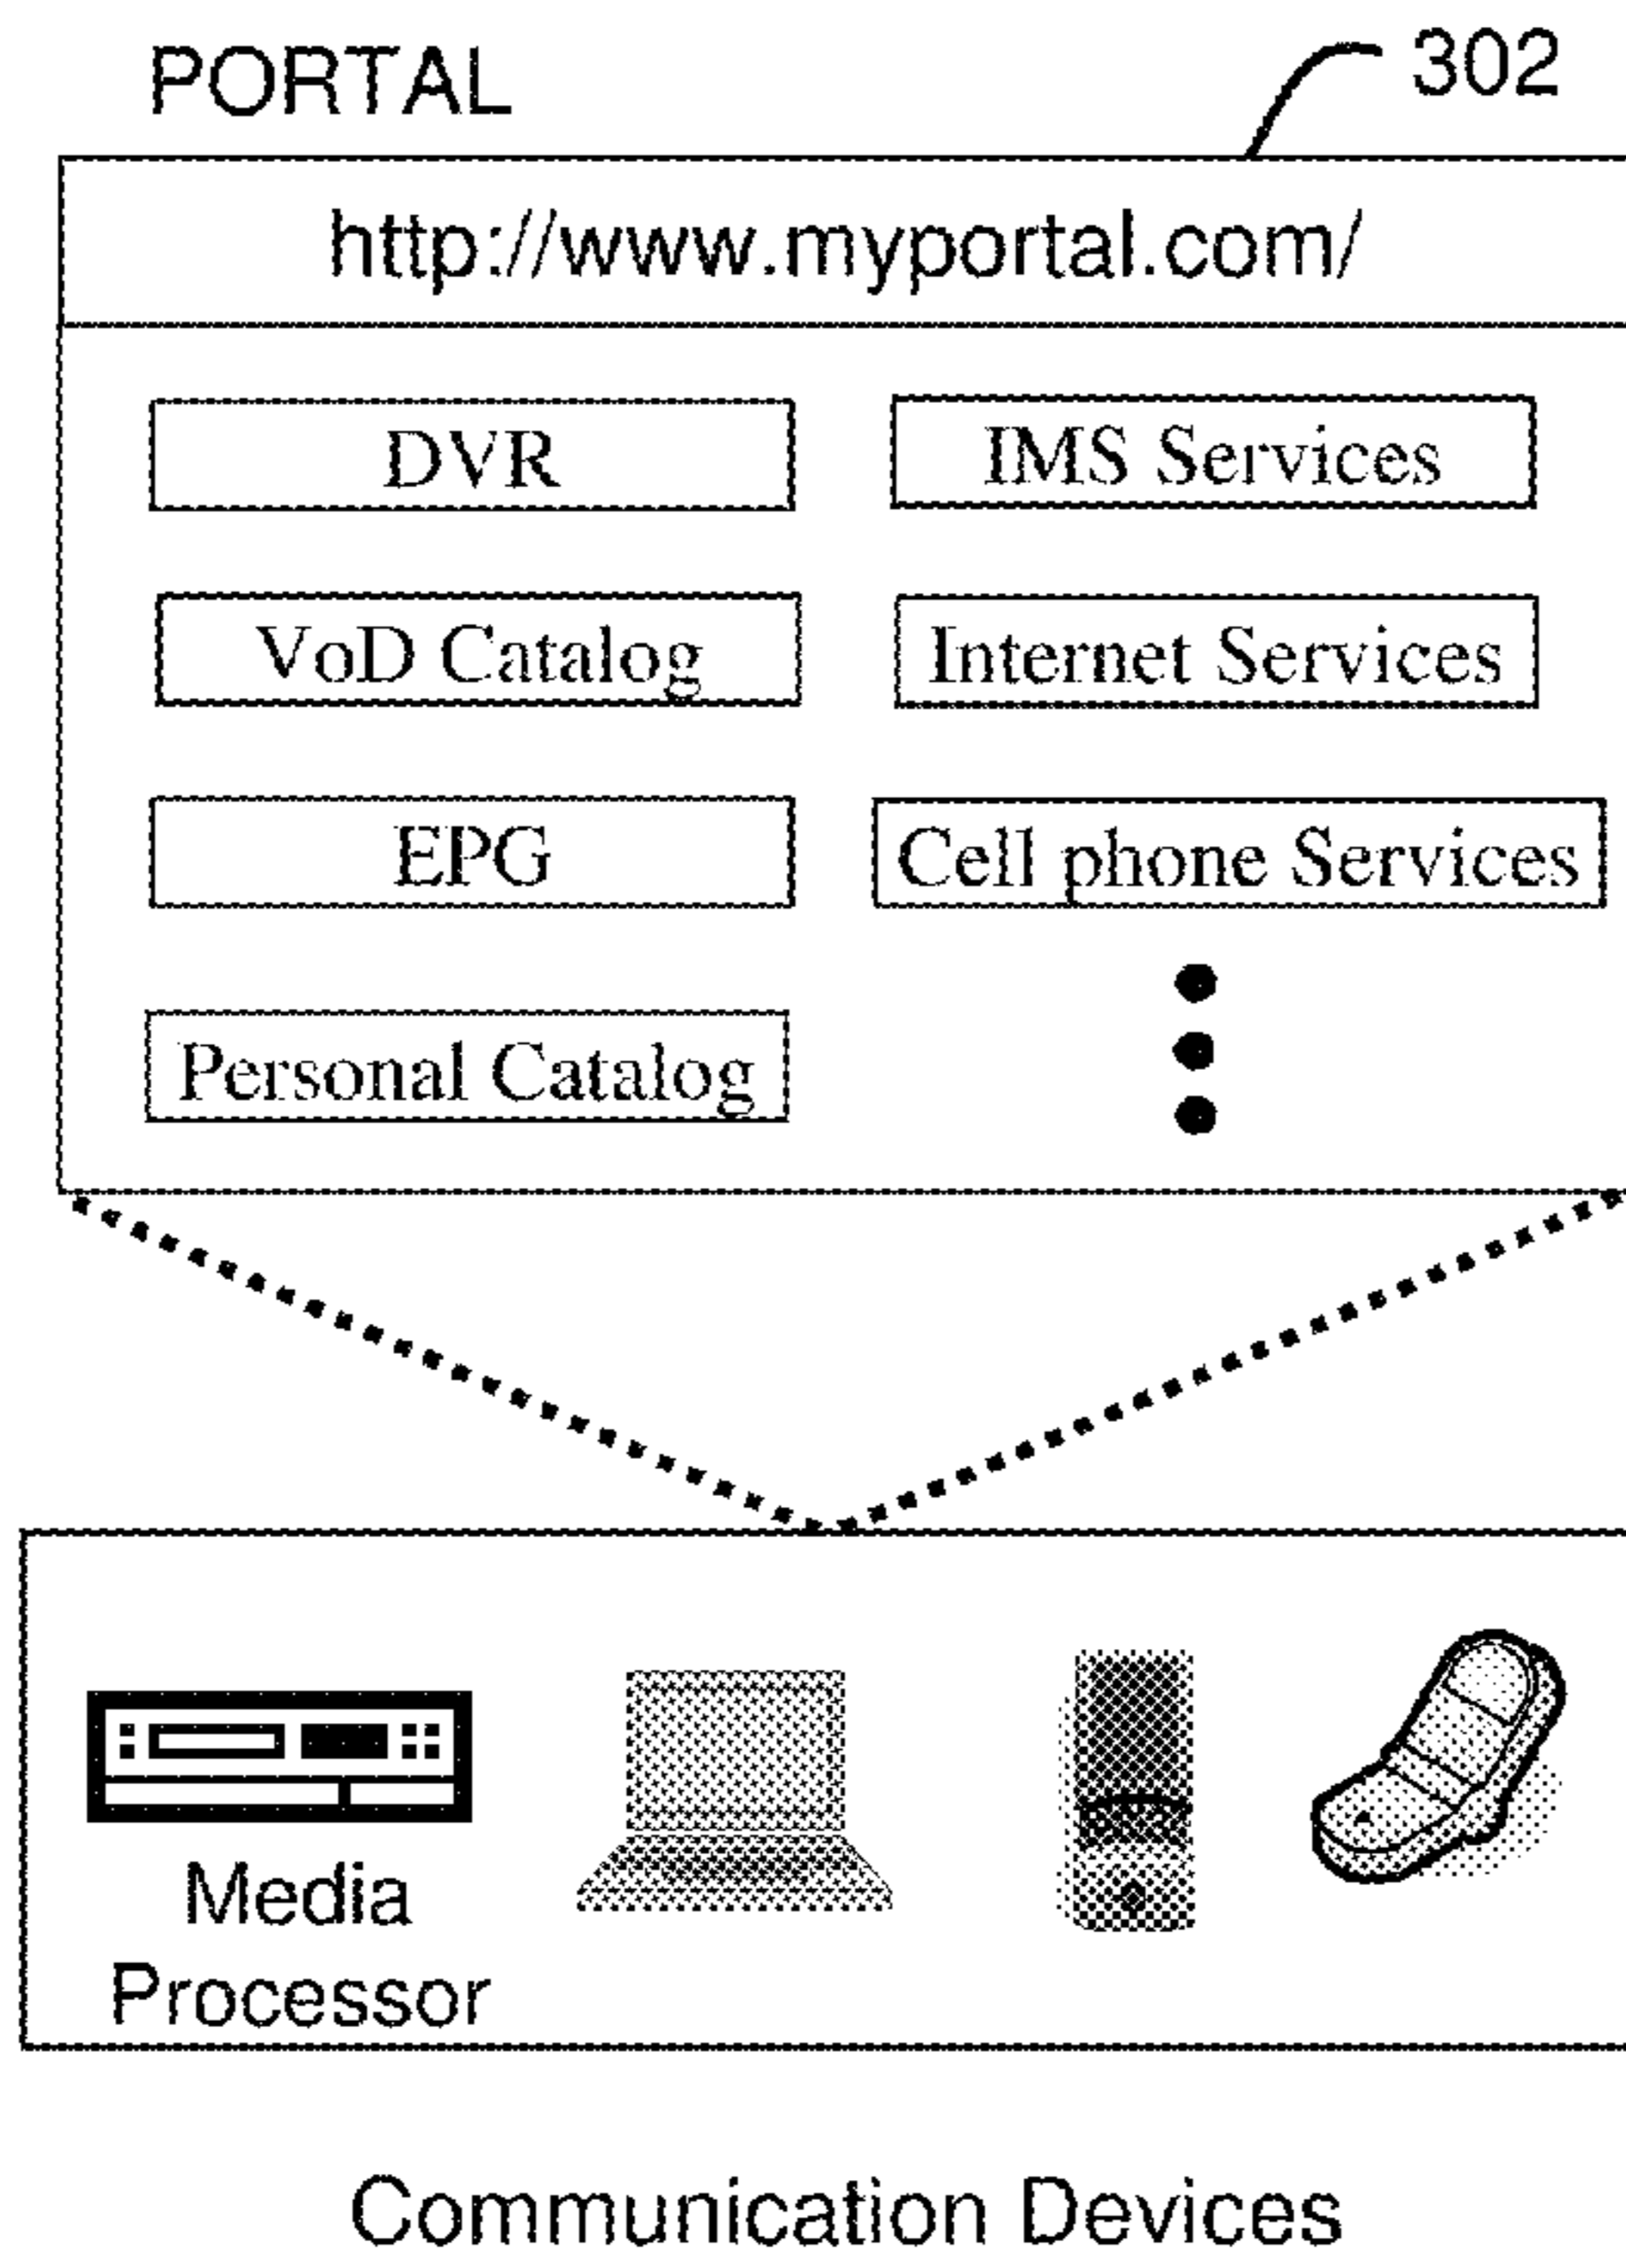 PORTAL
302
http://www.myportal.com/
DVR
IMS Services
VoD Catalog
Internet Services
EPG
Cell phone Services
Personal Catalog
Media
Processor
Communication Devices